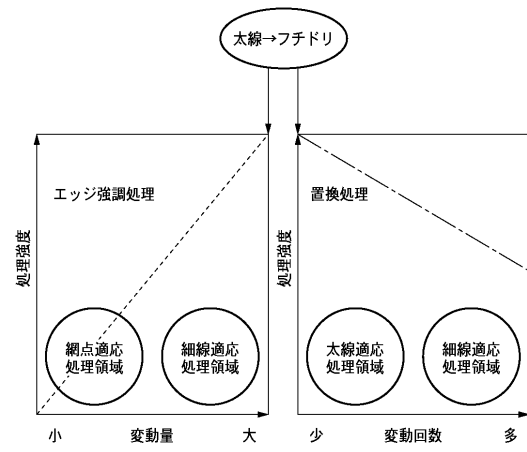 太線→フチドリ
エッジ強調処理
処理強度
網点適応
処理領域
細線適応
処理領域
小
変動量
大
置換処理
処理強度
太線適応
処理領域
細線適応
処理領域
少
変動回数
多